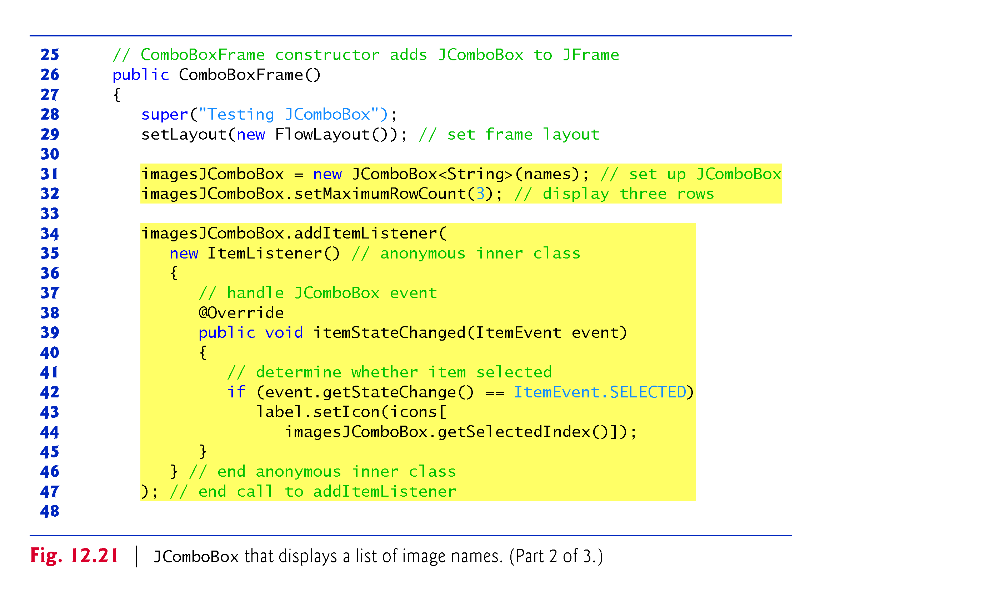 25 // ComboBoxFrame constructor adds JComboBox to JFrame
26 public ComboBoxFrame()
27 {
28 super("Testing JComboBox");
29 setLayout(new FlowLayout()); // set frame layout
30
31 imagesJComboBox = new JComboBox<String>(names); // set up JComboBox
32 imagesJComboBox.setMaximumRowCount(3); // display three rows
33
34 imagesJComboBox.addItemListener(
35 new ItemListener() // anonymous inner class
36 {
37 // handle JComboBox event
38 @Override
39 public void itemStateChanged(ItemEvent event)
40 {
41 // determine whether item selected
42 if (event.getStateChange() == ItemEvent.SELECTED)
43 label.setIcon(icons[
44 imagesJComboBox.getSelectedIndex()]);
45 }
46 } // end anonymous inner class
47 ); // end call to addItemListener
48
Fig. 12.21 | JComboBox that displays a list of image names. (Part 2 of 3.)